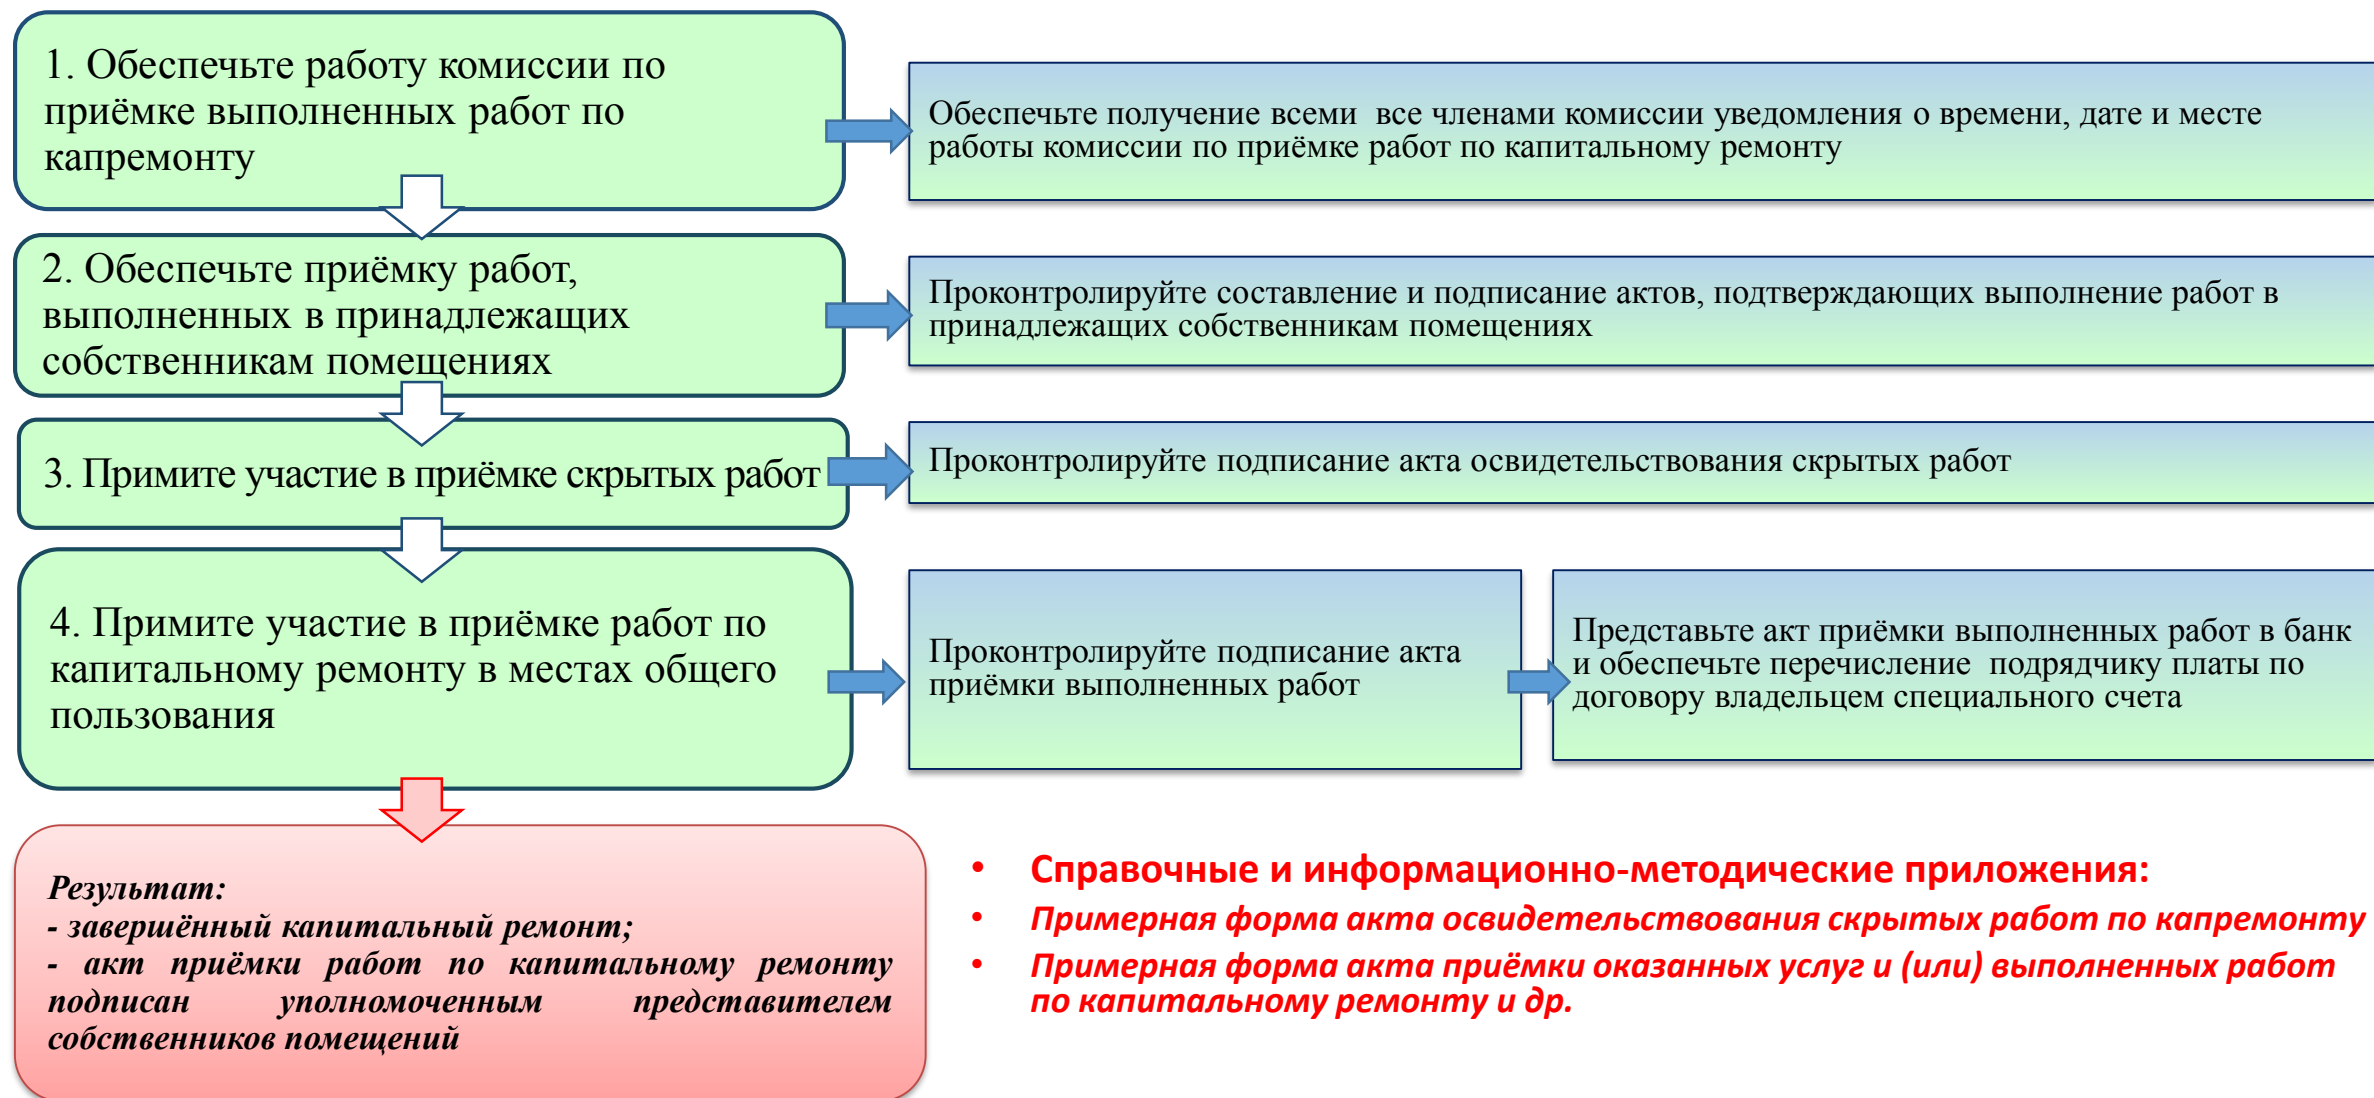 1. Обеспечьте работу комиссии по
приёмке выполненных работ по
капремонту
Обеспечьте получение всеми  все членами комиссии уведомления о времени, дате и месте
работы комиссии по приёмке работ по капитальному ремонту
2. Обеспечьте приёмку работ,
выполненных в принадлежащих
собственникам помещениях
Проконтролируйте составление и подписание актов, подтверждающих выполнение работ в
принадлежащих собственникам помещениях
3. Примите участие в приёмке скрытых работ
Проконтролируйте подписание акта освидетельствования скрытых работ
4. Примите участие в приёмке работ по
капитальному ремонту в местах общего
пользования
Проконтролируйте подписание акта
приёмки выполненных работ
Представьте акт приёмки выполненных работ в банк
и обеспечьте перечисление  подрядчику платы по
договору владельцем специального счета
Результат:
- завершённый капитальный ремонт;
- акт приёмки работ по капитальному ремонту
подписан уполномоченным представителем
собственников помещений
• Справочные и информационно-методические приложения:
• Примерная форма акта освидетельствования скрытых работ по капремонту
• Примерная форма акта приёмки оказанных услуг и (или) выполненных работ
по капитальному ремонту и др.